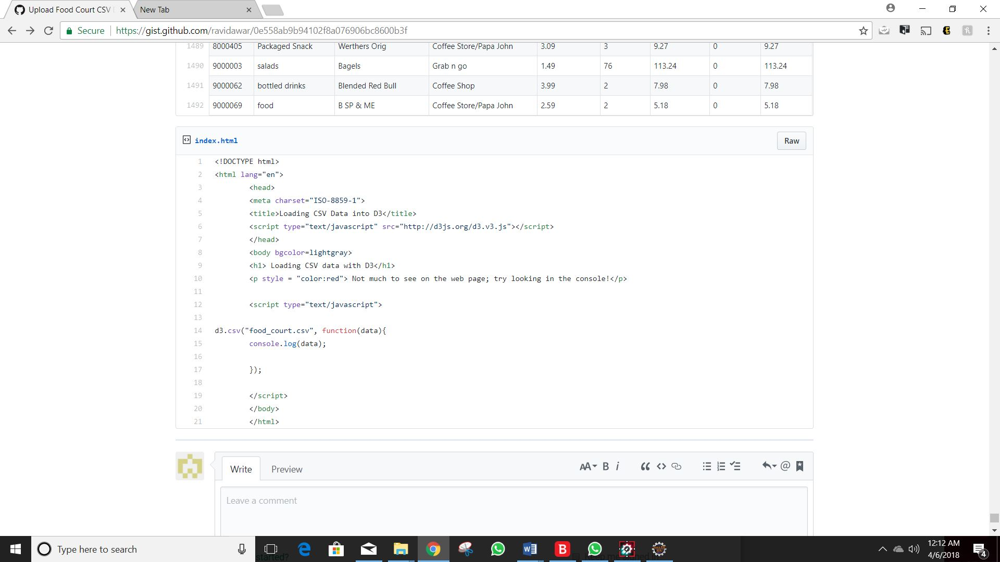 Upload Food Court CSV
New Tab
Secure
https://gist.github.com/ravidawar/0e558ab9b94102f8a076906bc8600b3f
1489 8000405 Packaged Snack Werthers Orig Coffee Store/Papa John 3.09 3 9.27 0 9.27
1490 9000003 salads Bagels Grab n go 1.49 76 113.24 0 113.24
1491 9000062 bottled drinks Blended Red Bull Coffee Shop 3.99 2 7.98 0 7.98
1492 9000069 food B SP & ME Coffee Store/Papa John 2.59 2 5.18 0 5.18
index.html
Raw
1 <!DOCTYPE html>
2 <html lang="en">
3 <head>
4 <meta charset="ISO-8859-1">
5 <title>Loading CSV Data into D3</title>
6 <script type="text/javascript" src="http://d3js.org/d3.v3.js"></script>
7 </head>
8 <body bgcolor=lightgray>
9 <h1> Loading CSV data with D3</h1>
10 <p style = "color:red"> Not much to see on the web page; try looking in the console!</p>
11
12 <script type="text/javascript">
13
14 d3.csv("food_court.csv", function(data){
15 console.log(data);
16
17 });
18
19 </script>
20 </body>
21 </html>
Write
Preview
AA B i
Leave a comment
Type here to search
started?
12:12 AM
4/6/2018
4